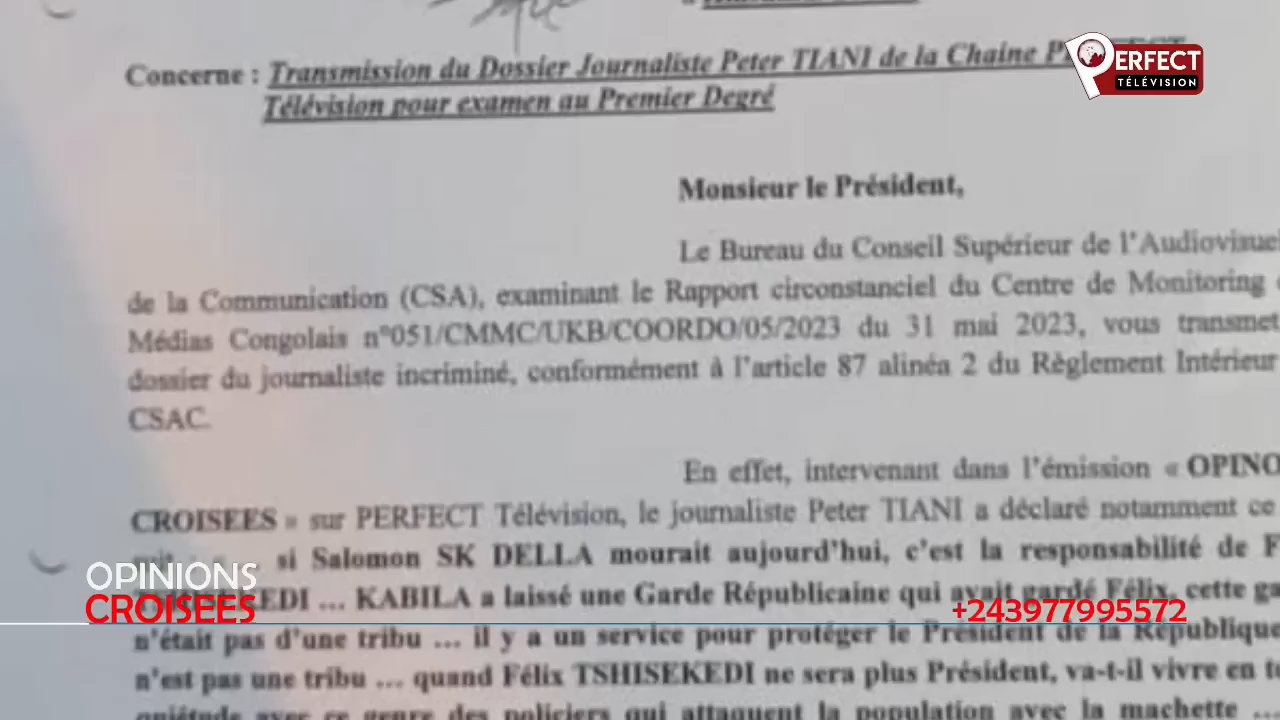 PERFECT
TÉLÉVISION
Concerne : Transmission du Dossier Journaliste Peter TIANI de la Chaine
Télévision pour examen au Premier Degré
Monsieur le Président,
Le Bureau du Conseil Supérieur de l'Audiovisuel
de la Communication (CSA), examinant le Rapport circonstanciel du Centre de Monitoring
Médias Congolais n°051/CMMC/UKB/COORDO/05/2023 du 31 mai 2023, vous transmet
dossier du journaliste incriminé, conformément à l'article 87 alinéa 2 du Règlement Intérieur
CSAC.
En effet, intervenant dans l'émission « OPINO
CROISEES » sur PERFECT Télévision, le journaliste Peter TIANI a déclaré notamment ce
si Salomon SK DELLA mourait aujourd'hui, c'est la responsabilité de F
KEDI ... KABILA a laissé une Garde Républicaine qui avait gardé Félix, cette
n'était pas d'une tribu ... il y a un service pour protéger le Président de la République
n'est pas une tribu ... quand Félix TSHISEKEDI ne sera plus Président, va-t-il vivre en
quiétude avec ce genre des policiers qui attaquent la population avec la machette ...
OPINIONS
CROISEES
+243977995572